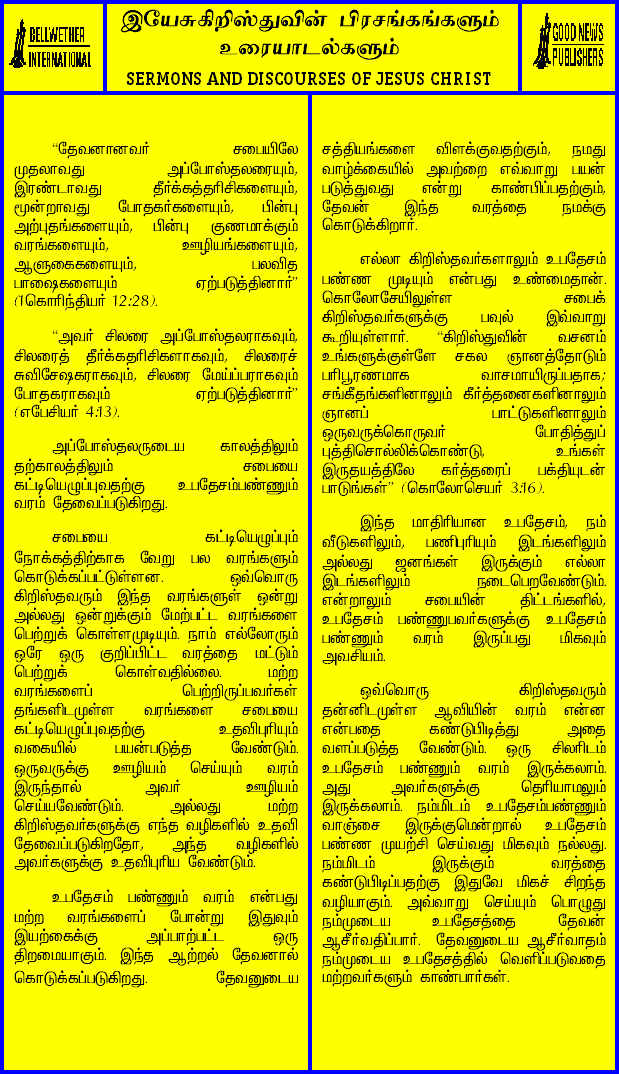 BELLWETHER
INTERNATIONAL
இயேசுகிறிஸ்துவின் பிரசங்கங்களும்
உரையாடல்களும்
SERMONS AND DISCOURSES OF JESUS CHRIST
GOOD NEWS
PUBLISHERS
“தேவனானவர் சபையிலே
முதலாவது அப்போஸ்தலரையும்,
இரண்டாவது தீர்க்கத்தரிசிகளையும்,
மூன்றாவது போதகர்களையும், பின்பு
அற்புதங்களையும், பின்பு குணமாக்கும்
வரங்களையும், ஊழியங்களையும்,
ஆளுகைகளையும், பலவித
பாஷைகளையும் ஏற்படுத்தினார்”
(1கொரிந்தியர் 12:28).
“அவர் சிலரை அப்போஸ்தலராகவும்,
சிலரைத் தீர்க்கதரிசிகளாகவும், சிலரைச்
சுவிசேஷகராகவும், சிலரை மேய்ப்பராகவும்
போதகராகவும் ஏற்படுத்தினார்”
(எபேசியர் 4:13).
அப்போஸ்தலருடைய காலத்திலும்
தற்காலத்திலும் சபையை
கட்டியெழுப்புவதற்கு உபதேசம்பண்ணும்
வரம் தேவைப்படுகிறது.
சபையை கட்டியெழுப்பும்
நோக்கத்திற்காக வேறு பல வரங்களும்
கொடுக்கப்பட்டுள்ளன. ஒவ்வொரு
கிறிஸ்தவரும் இந்த வரங்களுள் ஒன்று
அல்லது ஒன்றுக்கும் மேற்பட்ட வரங்களை
பெற்றுக் கொள்ளமுடியும். நாம் எல்லோரும்
ஒரே ஒரு குறிப்பிட்ட வரத்தை மட்டும்
பெற்றுக் கொள்வதில்லை. மற்ற
வரங்களைப் பெற்றிருப்பவர்கள்
தங்களிடமுள்ள வரங்களை சபையை
கட்டியெழுப்புவதற்கு உதவிபுரியும்
வகையில் பயன்படுத்த வேண்டும்.
ஒருவருக்கு ஊழியம் செய்யும் வரம்
இருந்தால் அவர் ஊழியம்
செய்யவேண்டும். அல்லது மற்ற
கிறிஸ்தவர்களுக்கு எந்த வழிகளில் உதவி
தேவைப்படுகிறதோ, அந்த வழிகளில்
அவர்களுக்கு உதவிபுரிய வேண்டும்.
உபதேசம் பண்ணும் வரம் என்பது
மற்ற வரங்களைப் போன்று இதுவும்
இயற்கைக்கு அப்பாற்பட்ட ஒரு
திறமையாகும். இந்த ஆற்றல் தேவனால்
கொடுக்கப்படுகிறது. தேவனுடைய
சத்தியங்களை விளக்குவதற்கும், நமது
வாழ்க்கையில் அவற்றை எவ்வாறு பயன்
படுத்துவது என்று காண்பிப்பதற்கும்,
தேவன் இந்த வரத்தை நமக்கு
கொடுக்கிறார்.
எல்லா கிறிஸ்தவர்களாலும் உபதேசம்
பண்ண முடியும் என்பது உண்மைதான்.
கொலோசேயிலுள்ள சபைக்
கிறிஸ்தவர்களுக்கு பவுல் இவ்வாறு
கூறியுள்ளார். “கிறிஸ்துவின் வசனம்
உங்களுக்குள்ளே சகல ஞானத்தோடும்
பரிபூரணமாக வாசமாயிருப்பதாக;
சங்கீதங்களினாலும் கீர்த்தனைகளினாலும்
ஞானப் பாட்டுகளினாலும்
ஒருவருக்கொருவர் போதித்துப்
புத்திசொல்லிக்கொண்டு, உங்கள்
இருதயத்திலே கர்த்தரைப் பக்தியுடன்
பாடுங்கள்” (கொலோசெயர் 3:16).
இந்த மாதிரியான உபதேசம், நம்
வீடுகளிலும், பணிபுரியும் இடங்களிலும்
அல்லது ஜனங்கள் இருக்கும் எல்லா
இடங்களிலும் நடைபெறவேண்டும்.
என்றாலும் சபையின் திட்டங்களில்,
உபதேசம் பண்ணுபவர்களுக்கு உபதேசம்
பண்ணும் வரம் இருப்பது மிகவும்
அவசியம்.
ஒவ்வொரு கிறிஸ்தவரும்
தன்னிடமுள்ள ஆவியின் வரம் என்ன
என்பதை கண்டுபிடித்து அதை
வளப்படுத்த வேண்டும். ஒரு சிலரிடம்
உபதேசம் பண்ணும் வரம் இருக்கலாம்.
அது அவர்களுக்கு தெரியாமலும்
இருக்கலாம். நம்மிடம் உபதேசம்பண்ணும்
வாஞ்சை இருக்குமென்றால் உபதேசம்
பண்ண முயற்சி செய்வது மிகவும் நல்லது.
நம்மிடம் இருக்கும் வரத்தை
கண்டுபிடிப்பதற்கு இதுவே மிகச் சிறந்த
வழியாகும். அவ்வாறு செய்யும் பொழுது
நம்முடைய உபதேசத்தை தேவன்
ஆசீர்வதிப்பார். தேவனுடைய ஆசீர்வாதம்
நம்முடைய உபதேசத்தில் வெளிப்படுவதை
மற்றவர்களும் காண்பார்கள்.